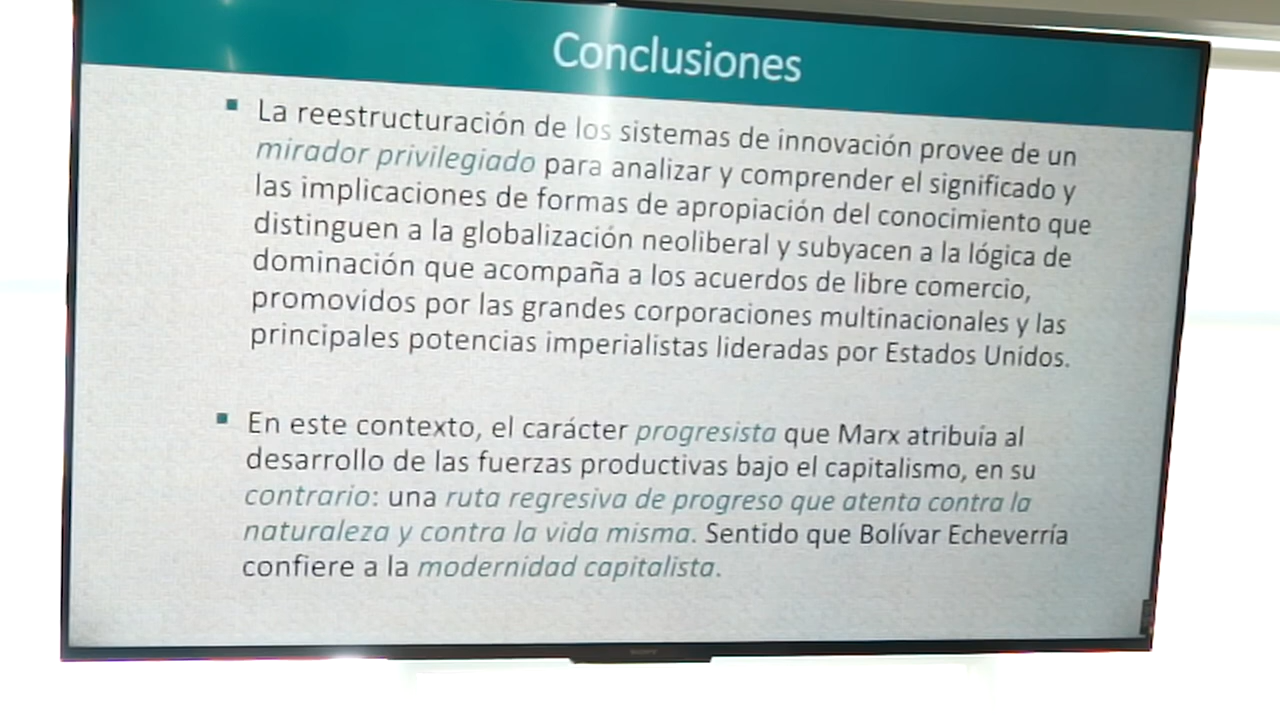 Conclusiones
La reestructuración de los sistemas de innovación provee de un
mirador privilegiado para analizar y comprender el significado y
las implicaciones de formas de apropiación del conocimiento que
distinguen a la globalización neoliberal y subyacen a la lógica de
dominación que acompaña a los acuerdos de libre comercio,
promovidos por las grandes corporaciones multinacionales y las
principales potencias imperialistas lideradas por Estados Unidos.
En este contexto, el carácter progresista que Marx atribuía al
desarrollo de las fuerzas productivas bajo el capitalismo, en su
contrario: una ruta regresiva de progreso que atenta contra la
naturaleza y contra la vida misma. Sentido que Bolívar Echeverría
confiere a la modernidad capitalista.
SONY